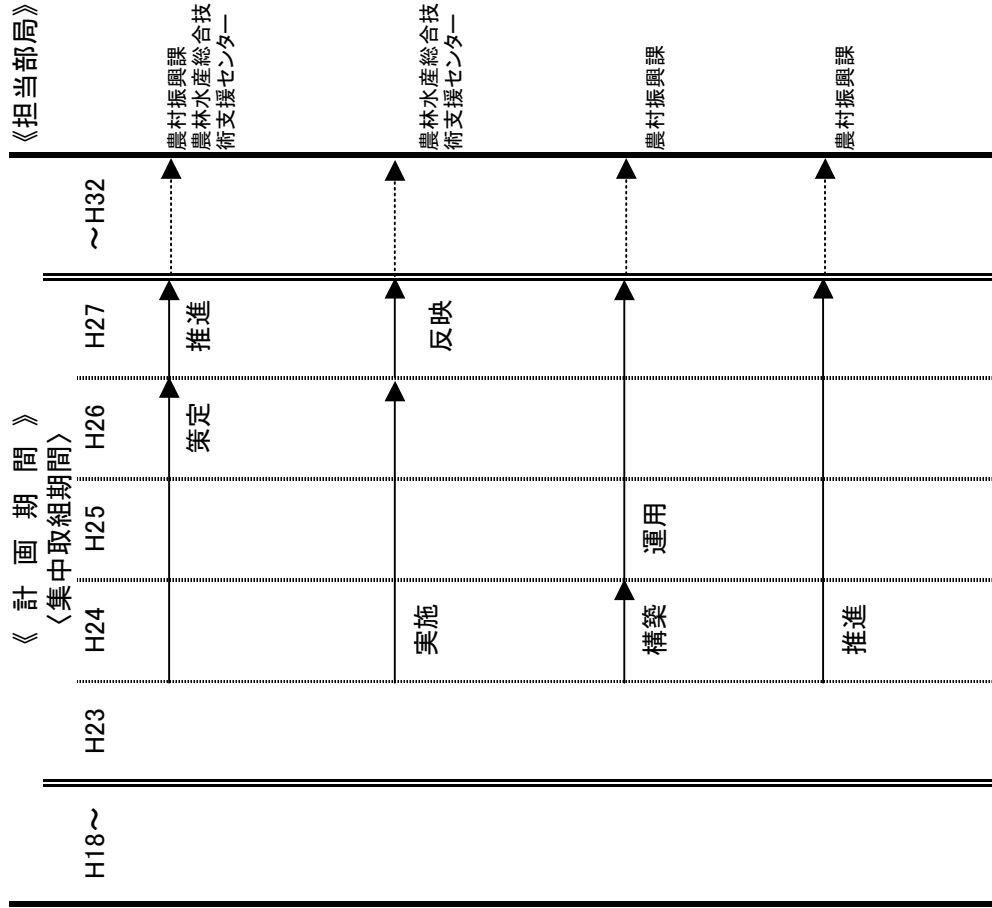 《 計 画 期 間 》
〈集中取組期間〉
《担当部局》
H18～
H23
H24
H25
H26
H27
～H32
策定
推進
農村振興課
農林水産総合技
術支援センター
実施
反映
農林水産総合技
術支援センター
構築
運用
農村振興課
推進
農村振興課